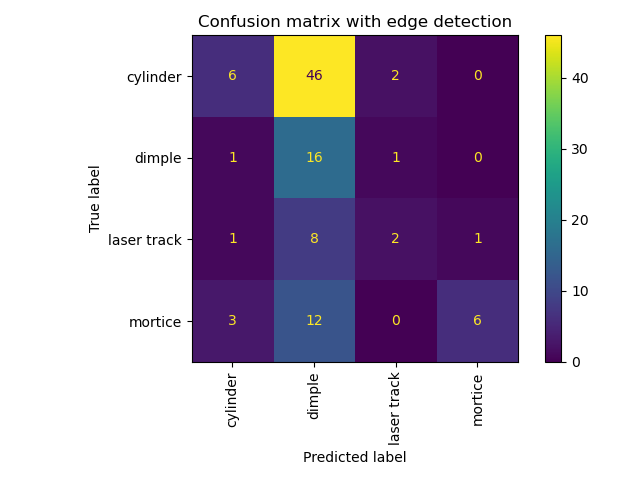 Confusion matrix with edge detection
cylinder 6 46 2 0
dimple 1 16 1 0
laser track 1 8 2 1
mortice 3 12 0 6
True label
cylinder
dimple
laser track
mortice
Predicted label
40
30
20
10
0